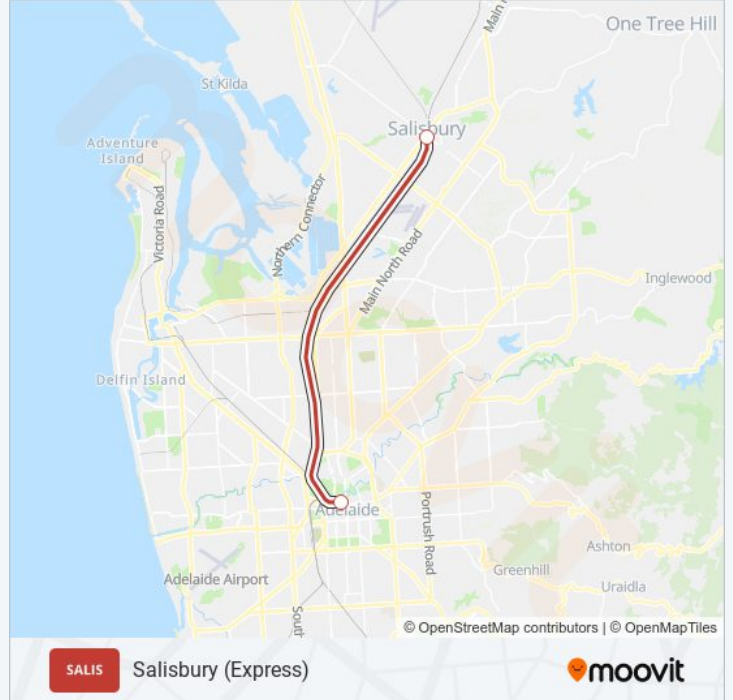 Main
One Tree Hill
St Kilda
Salisbury
Adventure
Island
Victoria Road
Northern Connector
Main North Road
Inglewood
Delfin Island
Adelaide
Portrush Road
Ashton
Greenhill
Adelaide Airport
Uraidla
South
© OpenStreetMap contributors | © OpenMapTiles
SALIS
Salisbury (Express)
moovit